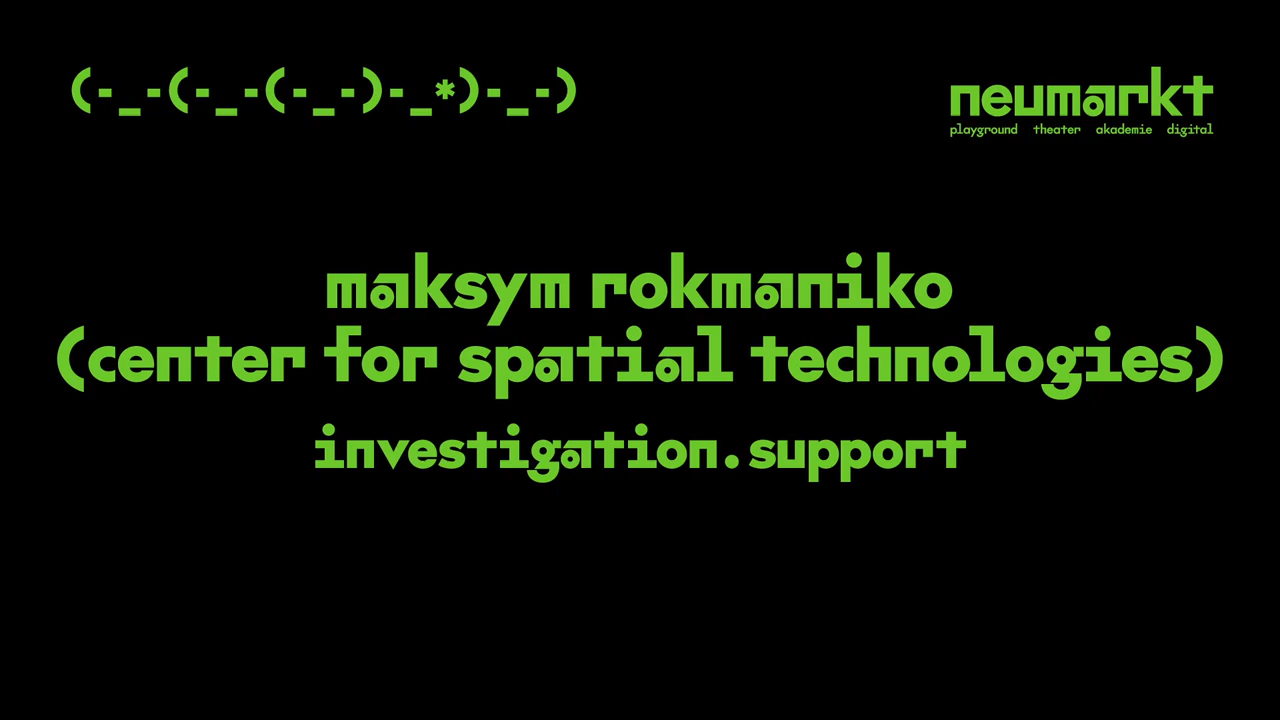 (-_-(-_-(-_-)-_*)-_-)
neumarkt
playground theater akademie digital
maksym rokmaniko
(center for spatial technologies)
investigation.support